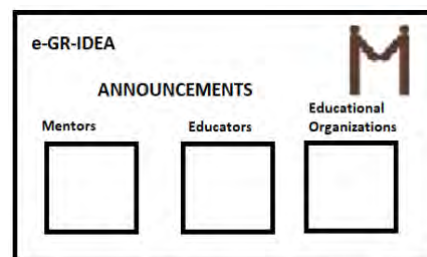 e-GR-IDEA
ANNOUNCEMENTS
Mentors
Educators
Educational
Organizations